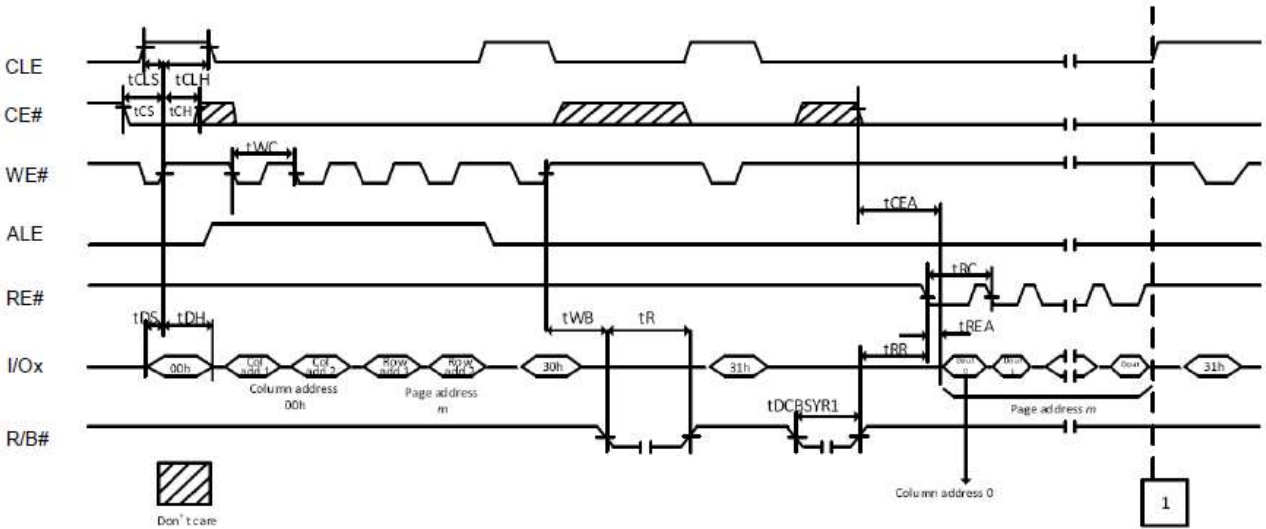 CLE
tCLS
tCLH
CE#
tCS
tCH
WE#
tWC
ALE
tCEA
RE#
tRC
tDS
tDH
tWB
tR
tREA
tRR
I/Ox
00h
Col
add 1
Col
add 2
Row
add 1
Row
add 2
30h
31h
Dout
0
Dout
Dout
31h
Column address
00h
Page address
m
tDCBSYR1
Page address m
R/B#
Column address 0
1
Don't care